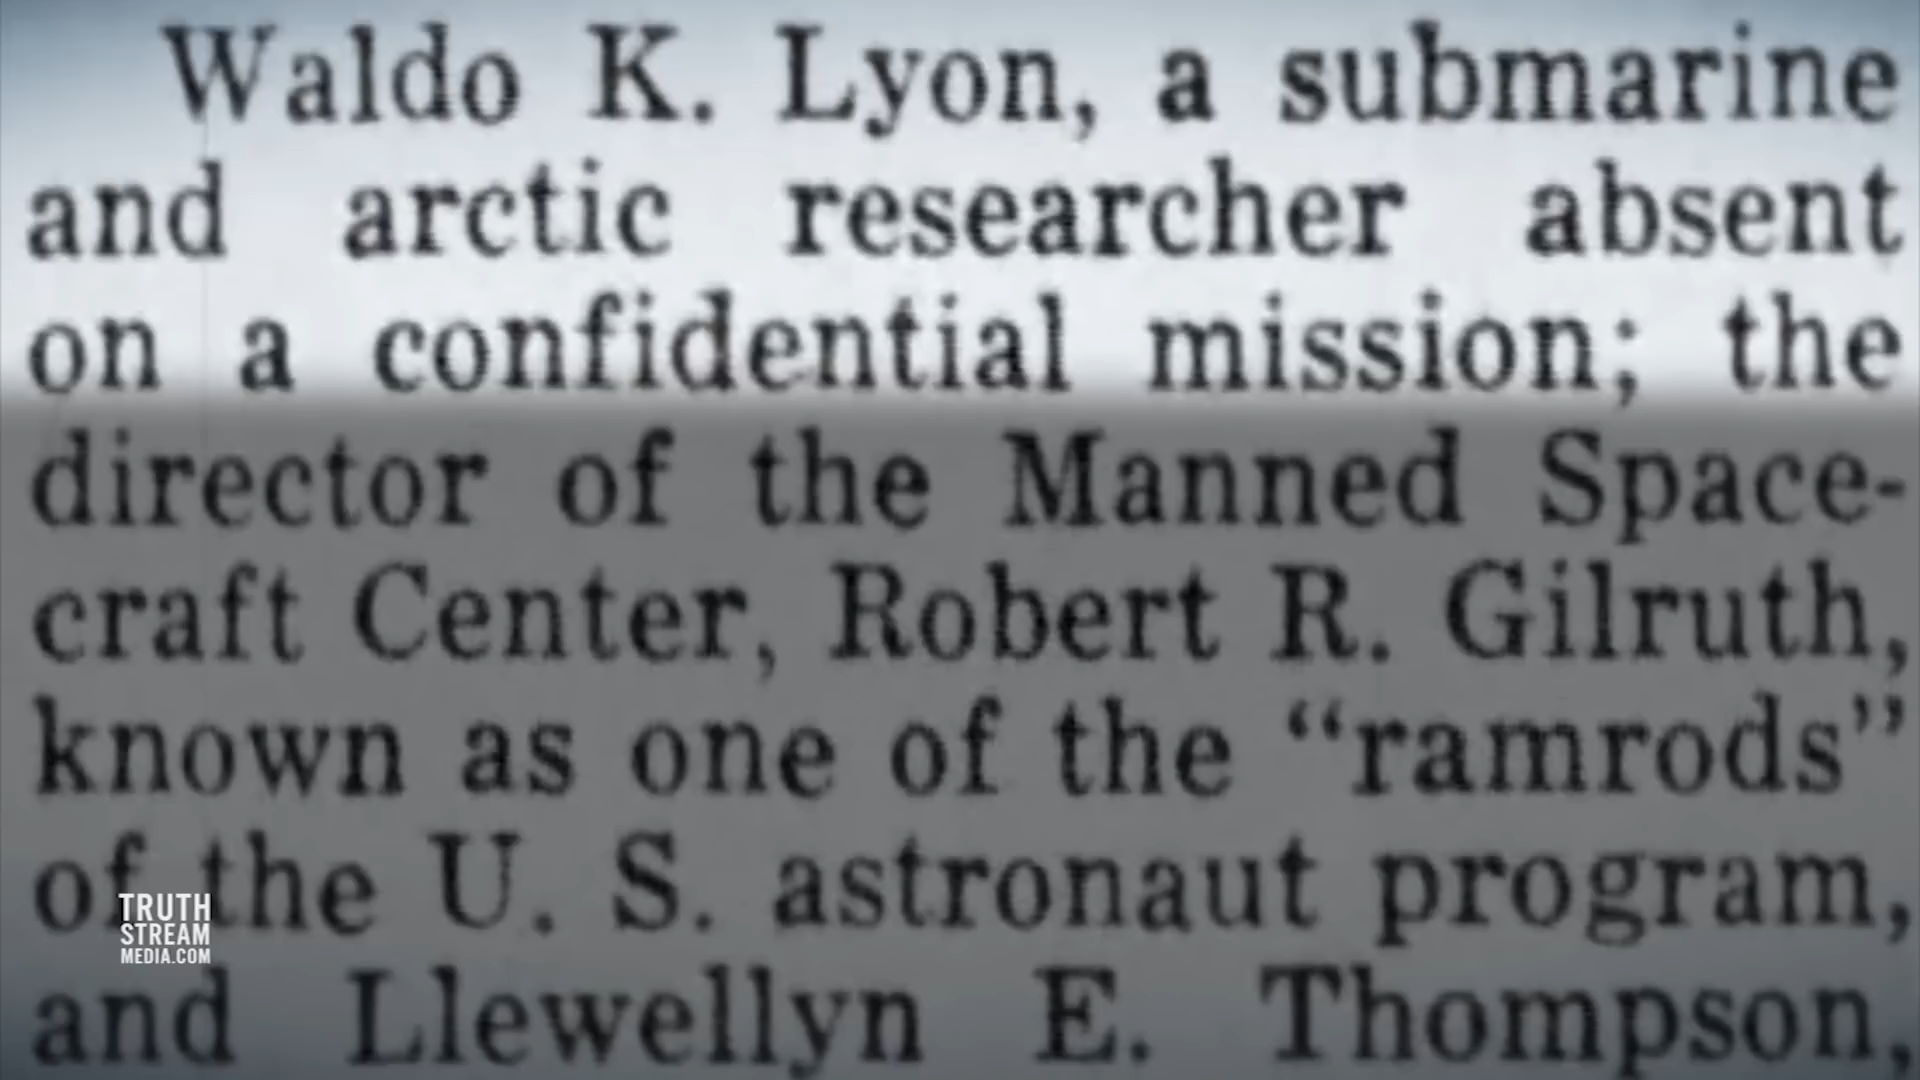 Waldo K. Lyon, a submarine
and arctic researcher absent
on a confidential mission; the
director of the Manned Space-
craft Center, Robert R. Gilruth,
known as one of the “ramrods”
of the U. S. astronaut program,
and Llewellyn E. Thompson,
TRUTH
STREAM
MEDIA.COM